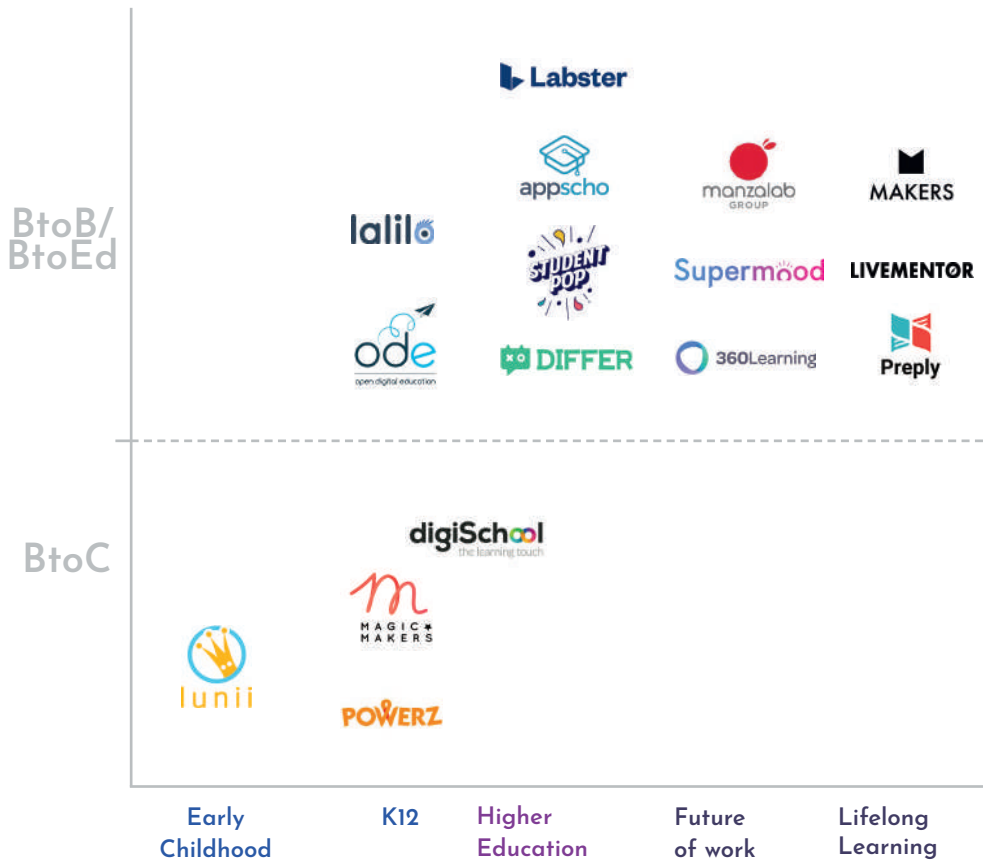 Labster
appscho
manzalab
GROUP
MAKERS
BtoB/
BtoEd
lalilo
STUDENT
POP
Supermood
LIVEMENTØR
ode
open digital education
DIFFER
360Learning
Preply
BtoC
digiSchool
the learning touch
MAGIC★
MAKERS
lunii
POWERZ
Early
Childhood
K12
Higher
Education
Future
of work
Lifelong
Learning